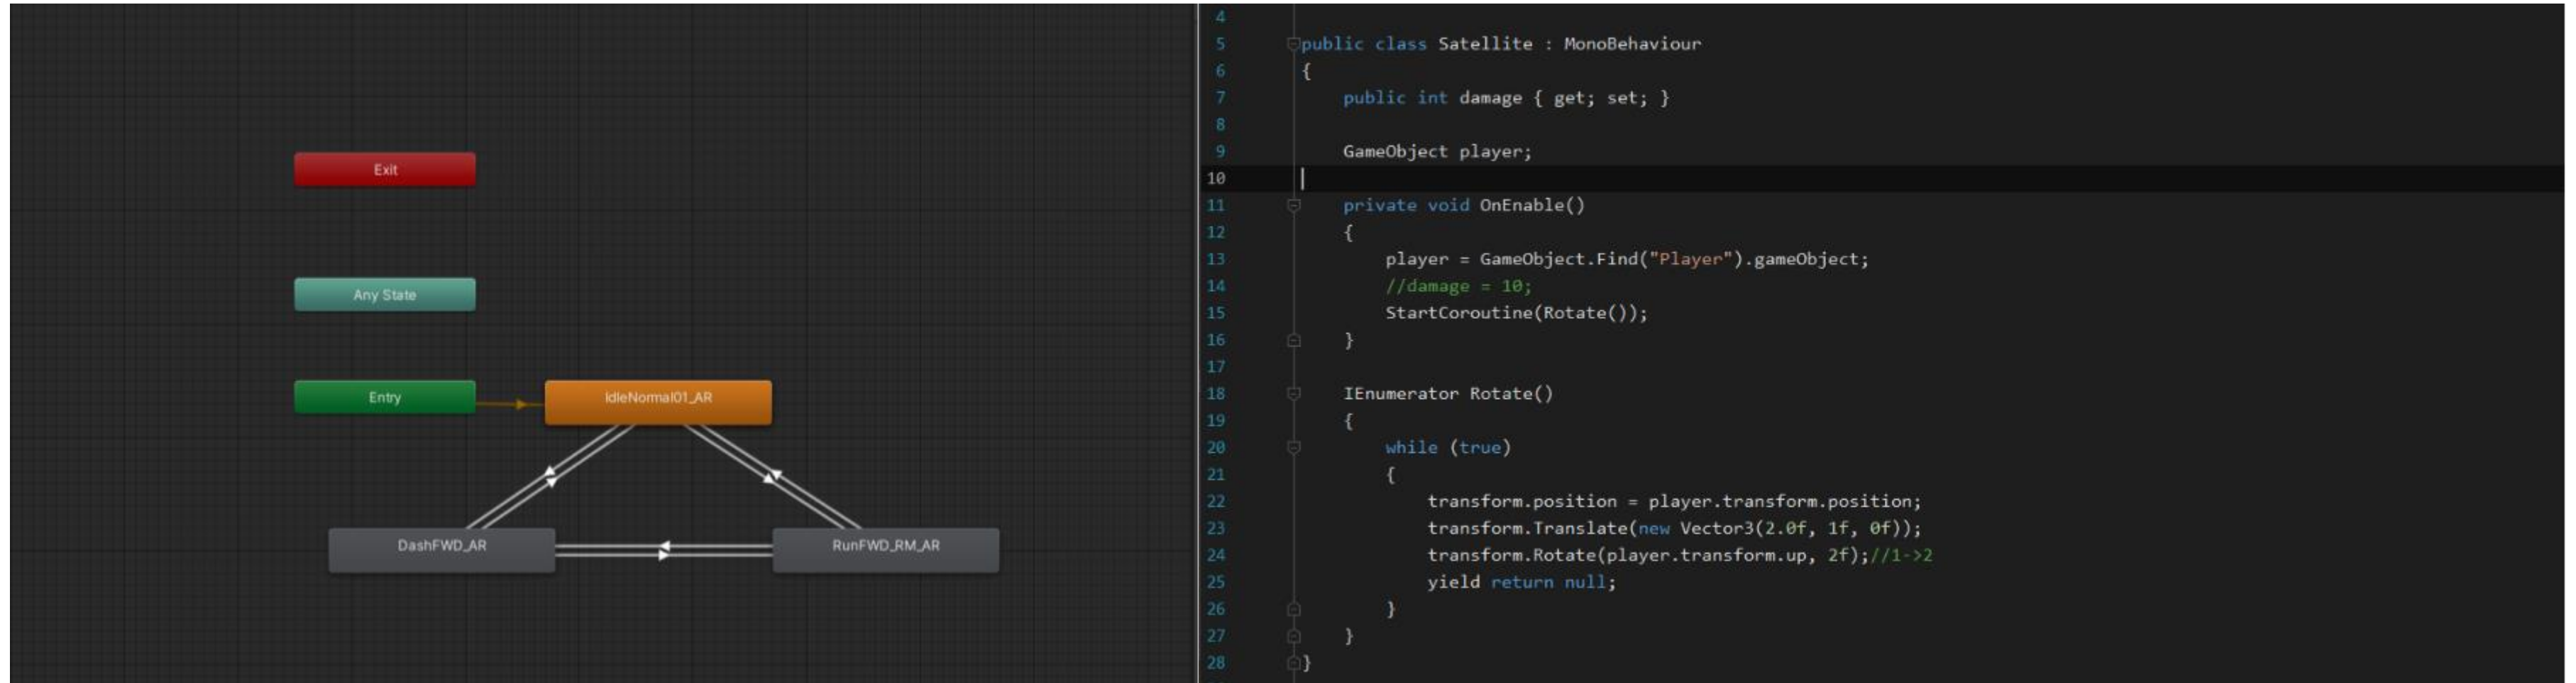 Exit
Any State
Entry
IdleNormal01_AR
DashFWD_AR
RunFWD_RM_AR
4
5 public class Satellite : MonoBehaviour
6 {
7 public int damage { get; set; }
8
9 GameObject player;
10
11 private void OnEnable()
12 {
13 player = GameObject.Find("Player").gameObject;
14 //damage = 10;
15 StartCoroutine(Rotate());
16 }
17
18 IEnumerator Rotate()
19 {
20 while (true)
21 {
22 transform.position = player.transform.position;
23 transform.Translate(new Vector3(2.0f, 1f, 0f));
24 transform.Rotate(player.transform.up, 2f);//1->2
25 yield return null;
26 }
27 }
28 }